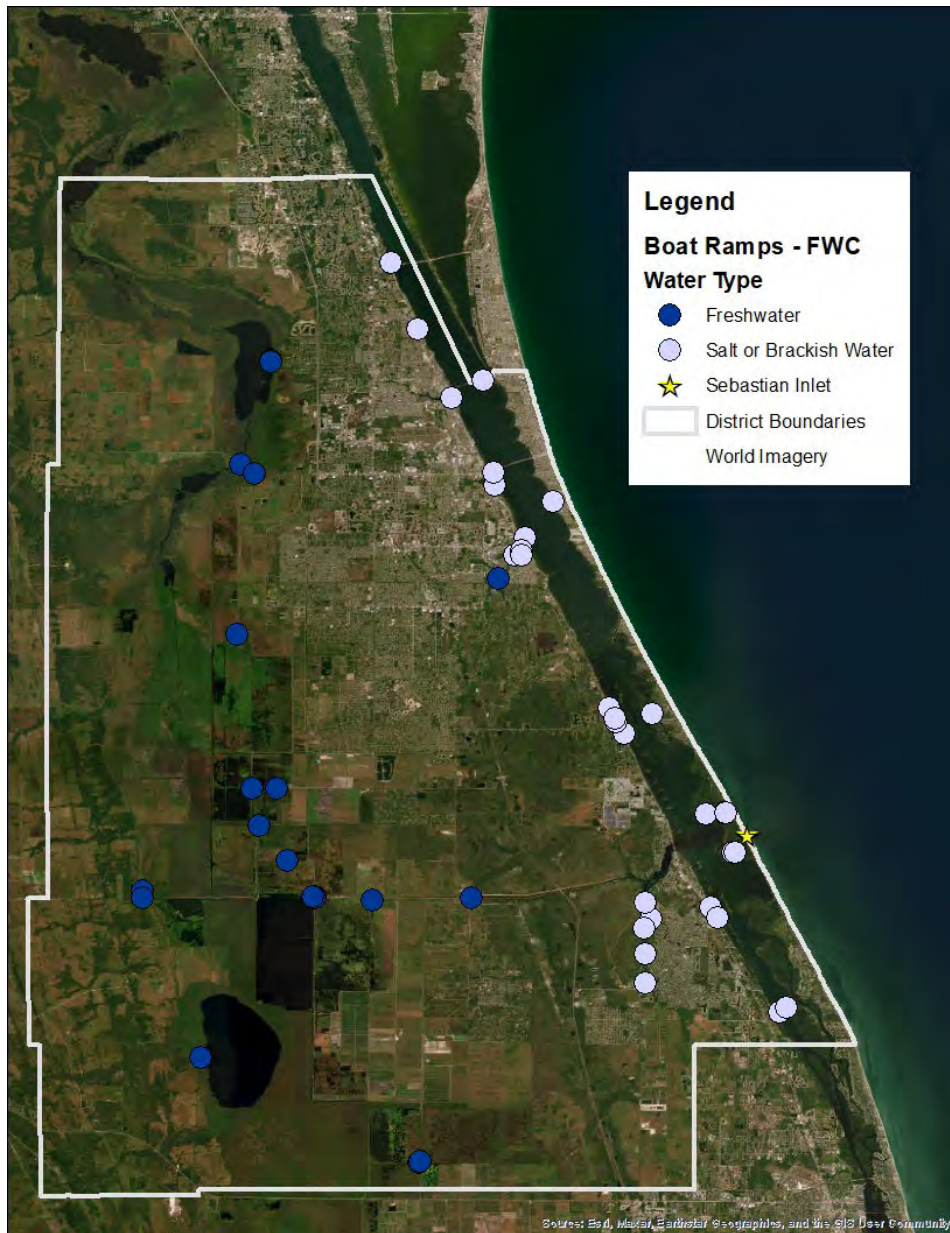 Legend
Boat Ramps - FWC
Water Type
Freshwater
Salt or Brackish Water
Sebastian Inlet
District Boundaries
World Imagery
Source: Esri, Maxar, Earthstar Geographics, and the GIS User Community